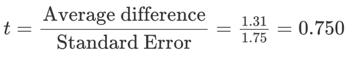 t = Average difference / Standard Error = 1.31 / 1.75 = 0.750